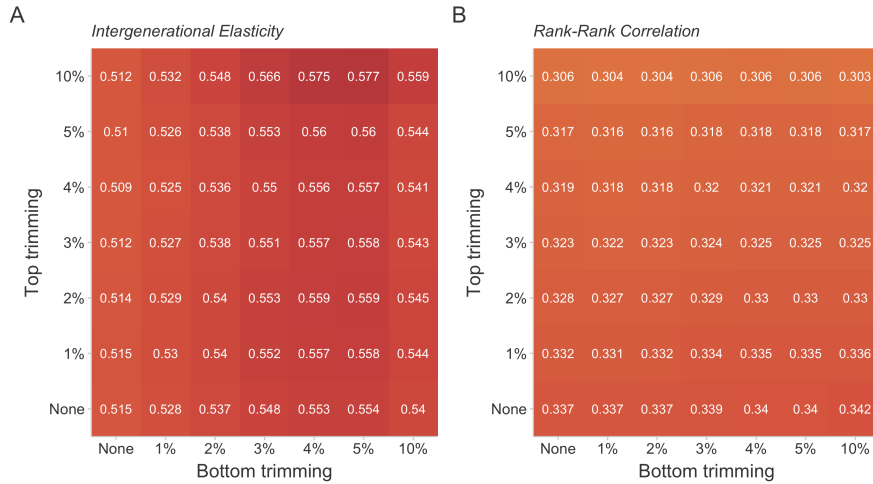 A
Intergenerational Elasticity
Top trimming
10% 0.512 0.532 0.548 0.566 0.575 0.577 0.559
5% 0.51 0.526 0.538 0.553 0.56 0.56 0.544
4% 0.509 0.525 0.536 0.55 0.556 0.557 0.541
3% 0.512 0.527 0.538 0.551 0.557 0.558 0.543
2% 0.514 0.529 0.54 0.553 0.559 0.559 0.545
1% 0.515 0.53 0.54 0.552 0.557 0.558 0.544
None 0.515 0.528 0.537 0.548 0.553 0.554 0.54
None 1% 2% 3% 4% 5% 10%
Bottom trimming
B
Rank-Rank Correlation
Top trimming
10% 0.306 0.304 0.304 0.306 0.306 0.306 0.303
5% 0.317 0.316 0.316 0.318 0.318 0.318 0.317
4% 0.319 0.318 0.318 0.32 0.321 0.321 0.32
3% 0.323 0.322 0.323 0.324 0.325 0.325 0.325
2% 0.328 0.327 0.327 0.329 0.33 0.33 0.33
1% 0.332 0.331 0.332 0.334 0.335 0.335 0.336
None 0.337 0.337 0.337 0.339 0.34 0.34 0.342
None 1% 2% 3% 4% 5% 10%
Bottom trimming